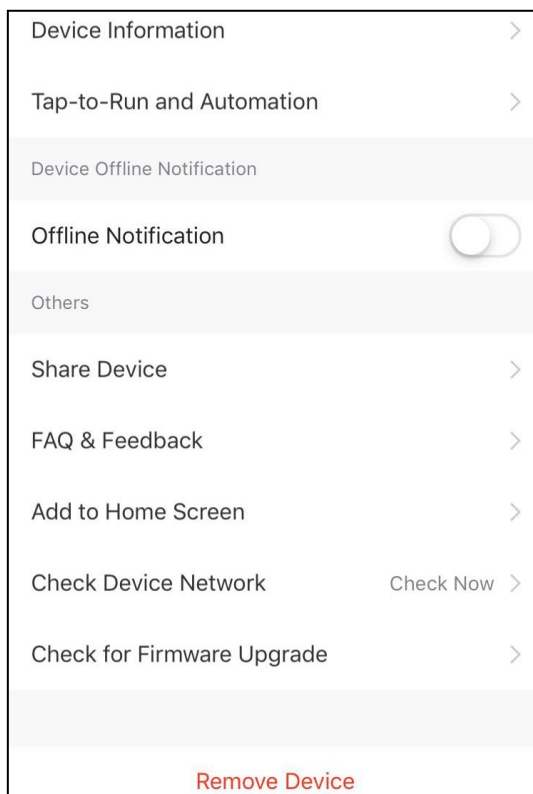 Device Information
Tap-to-Run and Automation
Device Offline Notification
Offline Notification
Others
Share Device
FAQ & Feedback
Add to Home Screen
Check Device Network Check Now
Check for Firmware Upgrade
Remove Device